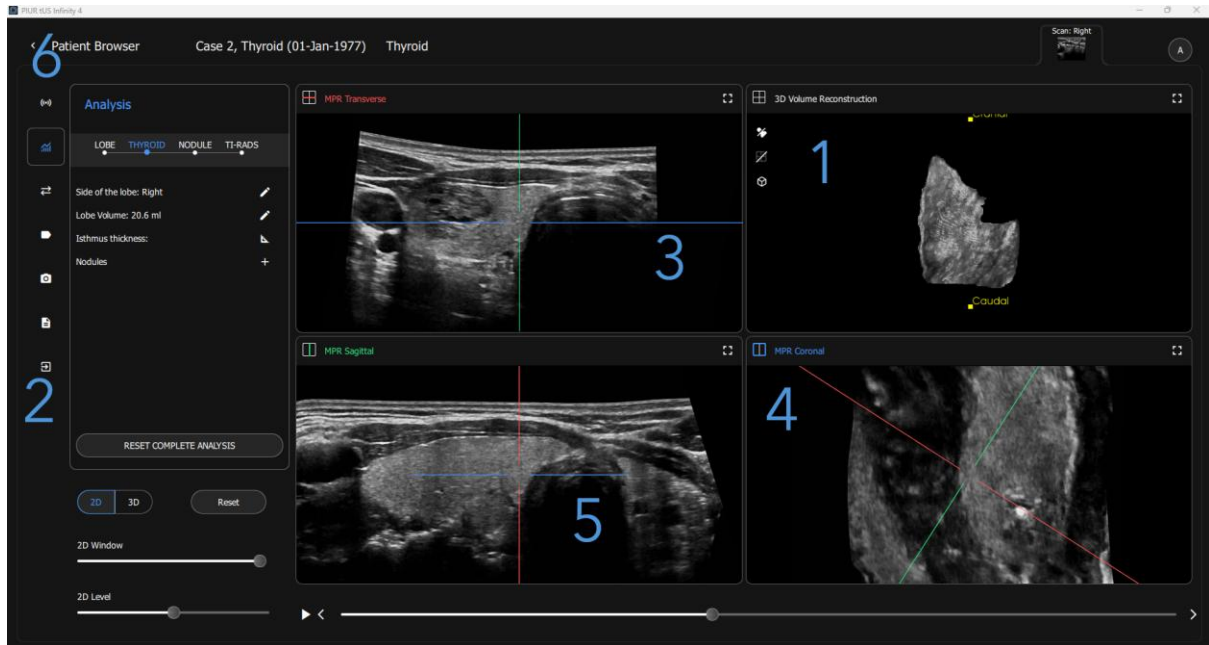 PIUR tUS Infinity 4
6
Patient Browser
Case 2, Thyroid (01-Jan-1977)
Thyroid
Scan: Right
A
Analysis
LOBE THYROID NODULE TI-RADS
Side of the lobe: Right
Lobe Volume: 20.6 ml
Isthmus thickness:
Nodules
+
RESET COMPLETE ANALYSIS
2
2D 3D
Reset
2D Window
2D Level
MPR Transverse
3
3D Volume Reconstruction
1
Cranial
Caudal
MPR Sagittal
5
MPR Coronal
4